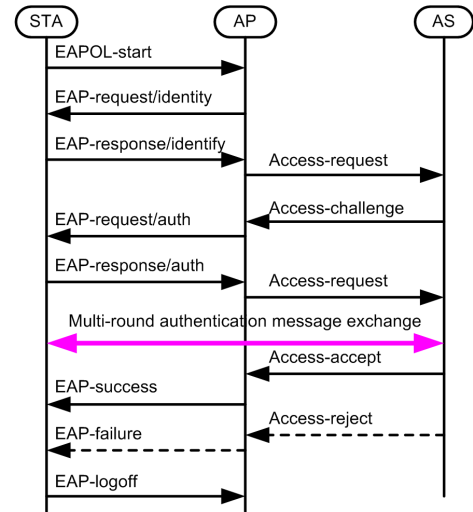 STA
AP
AS
EAPOL-start
EAP-request/identity
EAP-response/identify
Access-request
Access-challenge
EAP-request/auth
EAP-response/auth
Access-request
Multi-round authentication message exchange
Access-accept
EAP-success
Access-reject
EAP-failure
EAP-logoff